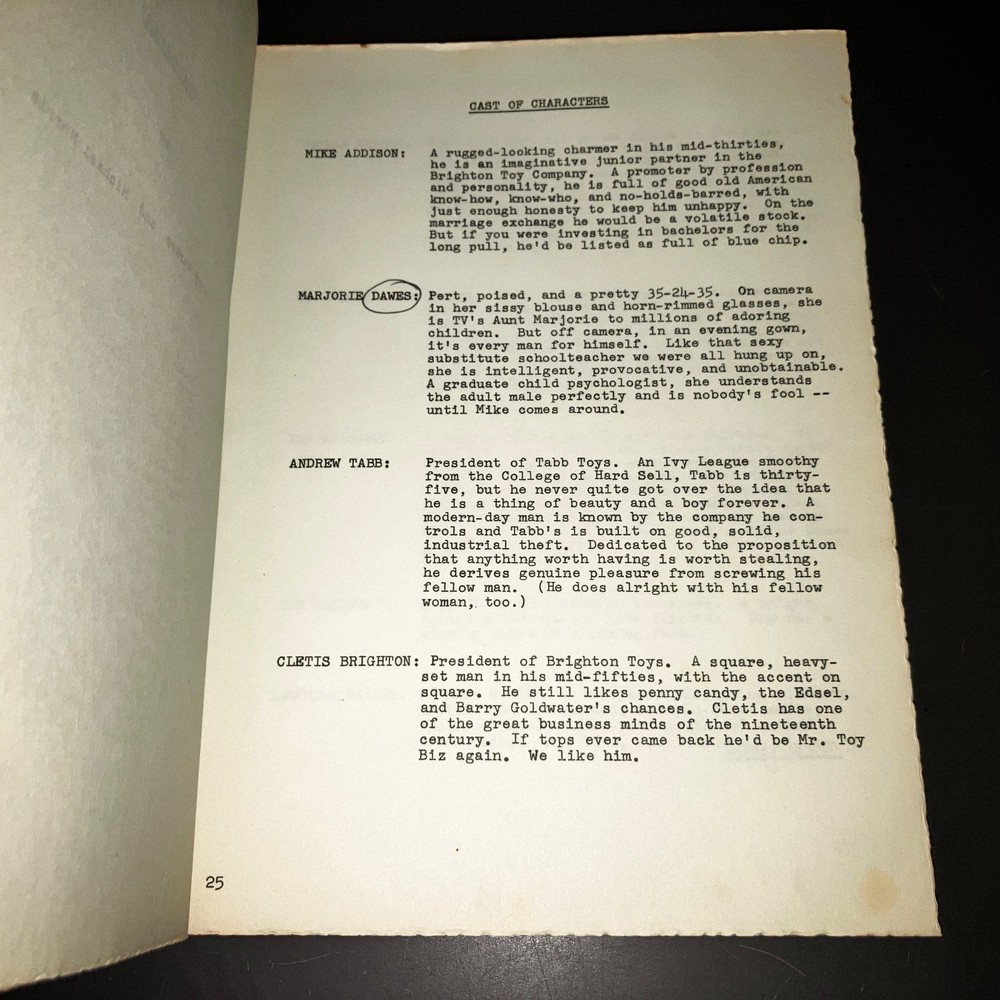 CAST OF CHARACTERS
MIKE ADDISON: A rugged-looking charmer in his mid-thirties,
he is an imaginative junior partner in the
Brighton Toy Company. A promoter by profession
and personality, he is full of good old American
know-how, know-who, and no-holds-barred, with
just enough honesty to keep him unhappy. On the
marriage exchange he would be a volatile stock.
But if you were investing in bachelors for the
long pull, he'd be listed as full of blue chip.
MARJORIE DAWES: Pert, poised, and a pretty 35-24-35. On camera
in her sissy blouse and horn-rimmed glasses, she
is TV's Aunt Marjorie to millions of adoring
children. But off camera, in an evening gown,
it's every man for himself. Like that sexy
substitute schoolteacher we were all hung up on,
she is intelligent, provocative, and unobtainable.
A graduate child psychologist, she understands
the adult male perfectly and is nobody's fool --
until Mike comes around.
ANDREW TABB: President of Tabb Toys. An Ivy League smoothy
from the College of Hard Sell, Tabb is thirty-
five, but he never quite got over the idea that
he is a thing of beauty and a boy forever. A
modern-day man is known by the company he con-
trols and Tabb's is built on good, solid,
industrial theft. Dedicated to the proposition
that anything worth having is worth stealing,
he derives genuine pleasure from screwing his
fellow man. (He does alright with his fellow
woman, too.)
CLETIS BRIGHTON: President of Brighton Toys. A square, heavy-
set man in his mid-fifties, with the accent on
square. He still likes penny candy, the Edsel,
and Barry Goldwater's chances. Cletis has one
of the great business minds of the nineteenth
century. If tops ever came back he'd be Mr. Toy
Biz again. We like him.
25